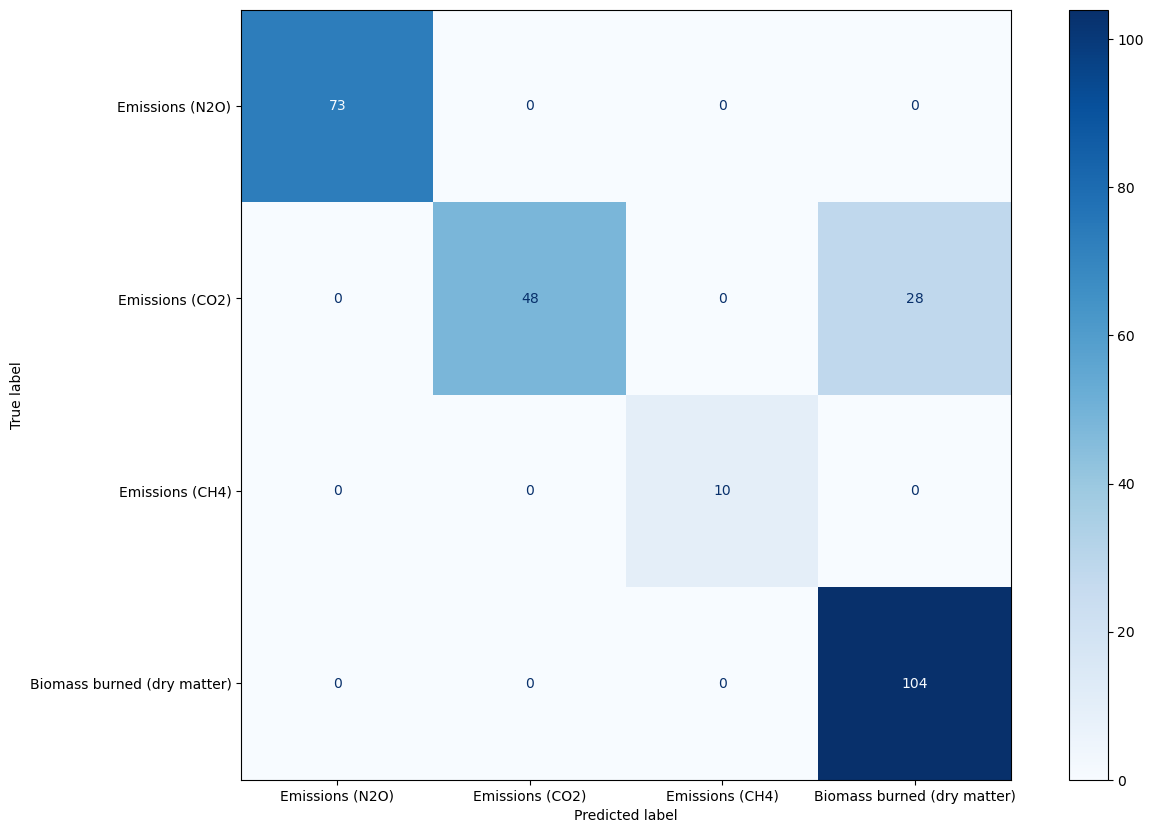 Emissions (N2O)
73 0 0 0
Emissions (CO2)
0 48 0 28
Emissions (CH4)
0 0 10 0
Biomass burned (dry matter)
0 0 0 104
Emissions (N2O) Emissions (CO2) Emissions (CH4) Biomass burned (dry matter)
Predicted label
True label
100
80
60
40
20
0